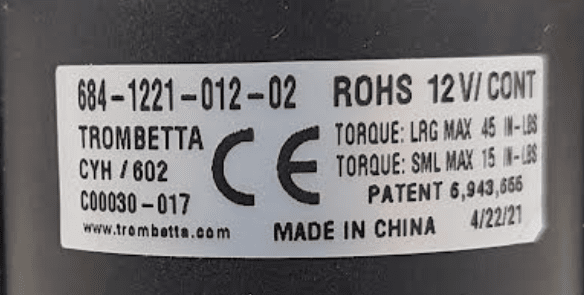 684-1221-012-02 ROHS 12V/CONT
TROMBETTA
CYH / 602
C00030-017
www.trombetta.com
CE
TORQUE: LRG MAX 45 IN-LBS
TORQUE: SML MAX 15 IN-LBS
PATENT 6,943,655
MADE IN CHINA 4/22/21